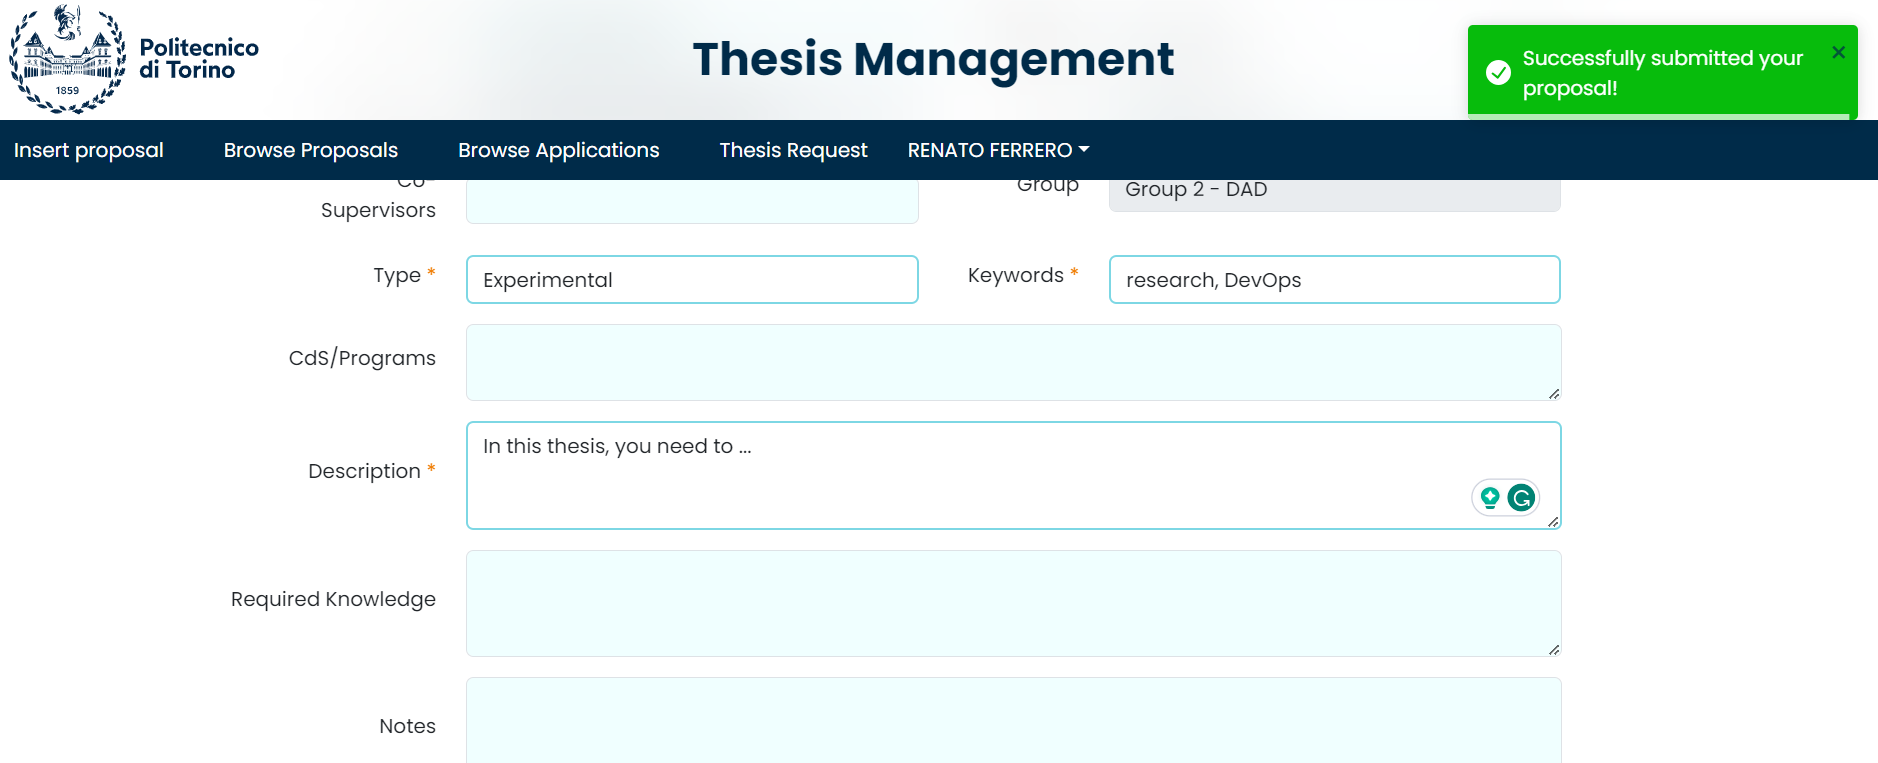 Politecnico
di Torino
1859
Thesis Management
Successfully submitted your
proposal!
Insert proposal
Browse Proposals
Browse Applications
Thesis Request
RENATO FERRERO
Co-
Supervisors
Group
Group 2 - DAD
Type *
Experimental
Keywords *
research, DevOps
CdS/Programs
Description *
In this thesis, you need to ...
Required Knowledge
Notes